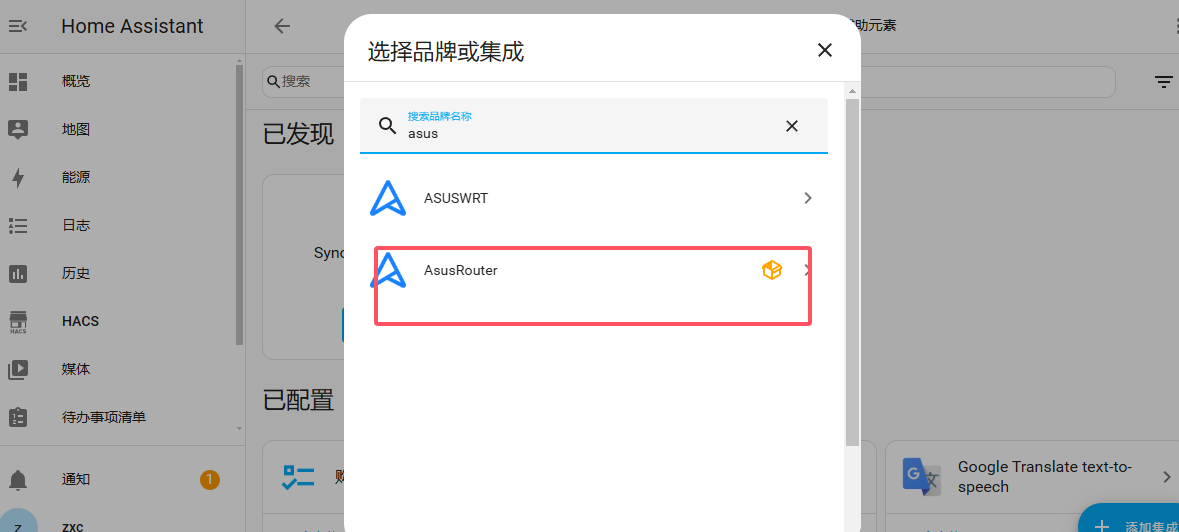 Home Assistant
概览
地图
能源
日志
历史
HACS
HACS
媒体
待办事项清单
通知
1
Z
zxc
助元素
搜索
已发现
Sync
已配置
选择品牌或集成
搜索品牌名称
asus
ASUSWRT
AsusRouter
G
文
Google Translate text-to-
speech
添加集成